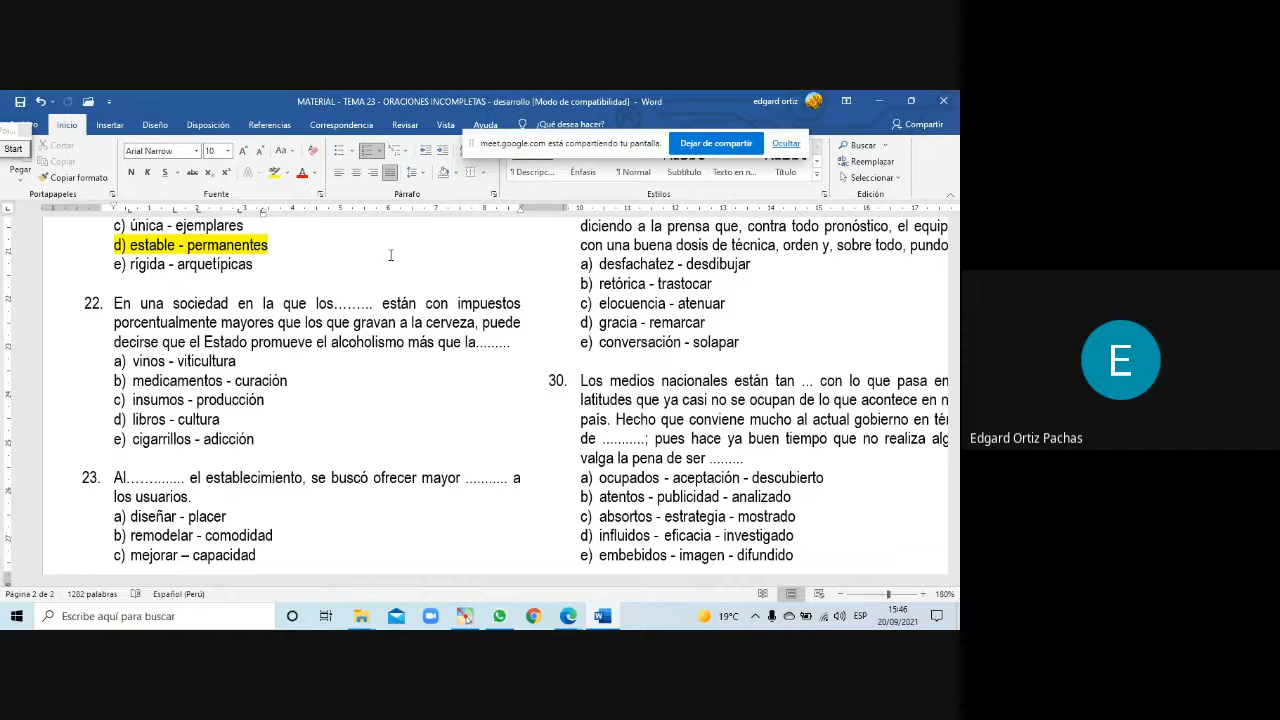 MATERIAL - TEMA 23 - ORACIONES INCOMPLETAS - desarrollo [Modo de compatibilidad] - Word
edgard ortiz
Inicio Insertar Diseño Disposición Referencias Correspondencia Revisar Vista Ayuda ¿Qué desea hacer? Compartir
Start
Pegar
Cortar
Copiar
Copiar formato
Arial Narrow 10
meet.google.com está compartiendo tu pantalla. Dejar de compartir Ocultar
¶ Descripc... Énfasis ¶ Normal Subtítulo Texto en n... Título
Buscar
Reemplazar
Seleccionar
Portapapeles Fuente Párrafo Estilos Edición
c) única - ejemplares
d) estable - permanentes
e) rígida - arquetípicas
22. En una sociedad en la que los…….. están con impuestos
porcentualmente mayores que los que gravan a la cerveza, puede
decirse que el Estado promueve el alcoholismo más que la.........
a) vinos - viticultura
b) medicamentos - curación
c) insumos - producción
d) libros - cultura
e) cigarrillos - adicción
23. Al…….…... el establecimiento, se buscó ofrecer mayor ........... a
los usuarios.
a) diseñar - placer
b) remodelar - comodidad
c) mejorar – capacidad
diciendo a la prensa que, contra todo pronóstico, el equip
con una buena dosis de técnica, orden y, sobre todo, pundo
a) desfachatez - desdibujar
b) retórica - trastocar
c) elocuencia - atenuar
d) gracia - remarcar
e) conversación - solapar
30. Los medios nacionales están tan ... con lo que pasa en
latitudes que ya casi no se ocupan de lo que acontece en n
país. Hecho que conviene mucho al actual gobierno en tér
de ...........; pues hace ya buen tiempo que no realiza alg
valga la pena de ser .........
a) ocupados - aceptación - descubierto
b) atentos - publicidad - analizado
c) absortos - estrategia - mostrado
d) influidos - eficacia - investigado
e) embebidos - imagen - difundido
Página 2 de 2 1282 palabras Español (Perú) 180%
Escribe aquí para buscar
19°C ESP 15:46
20/09/2021
E
Edgard Ortiz Pachas